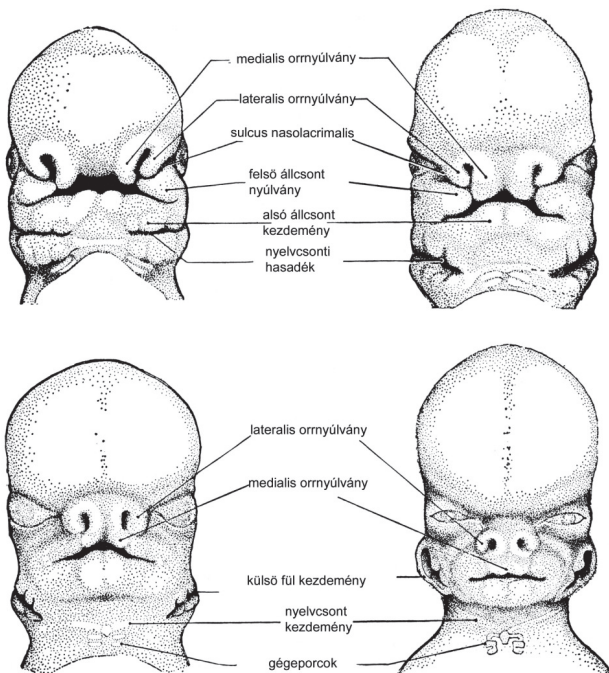 medialis orrnyúlvány
lateralis orrnyúlvány
sulcus nasolacrimalis
felsö állcsont
nyúlvány
alsó állcsont
kezdemény
nyelvcsonti
hasadék
lateralis orrnyúlvány
medialis orrnyúlvány
külsö fül kezdemény
nyelvcsont
kezdemény
gégeporcok